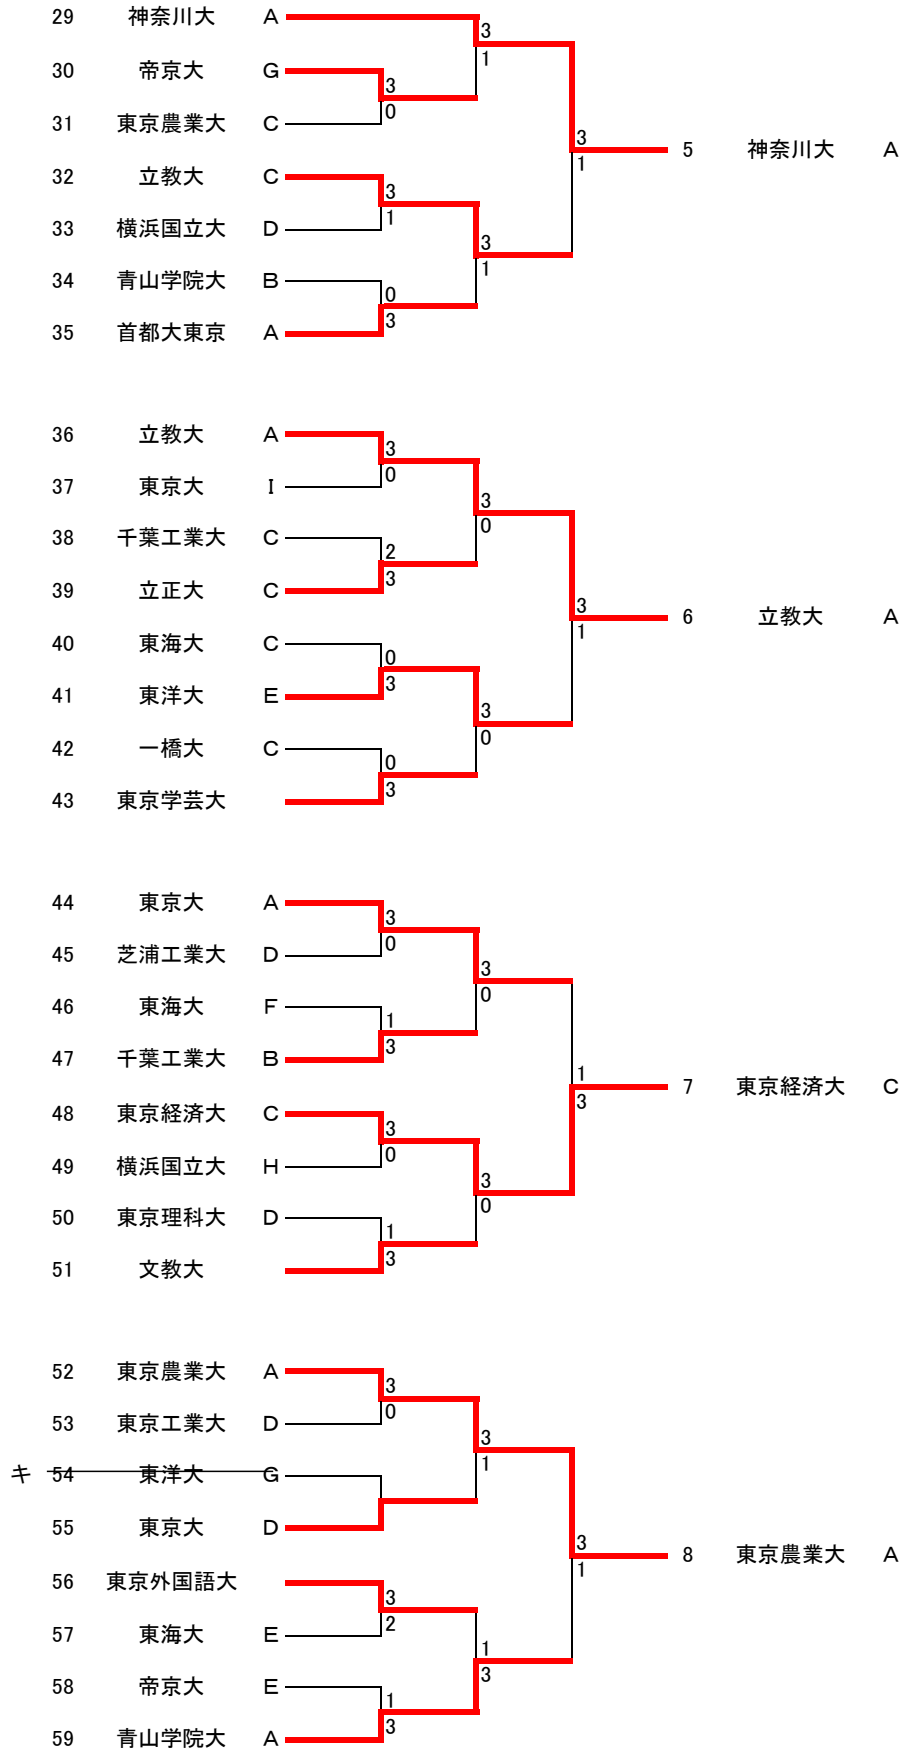 29 神奈川大 A
3
1
30 帝京大 G
3
0
31 東京農業大 C
3
1
5 神奈川大 A
32 立教大 C
3
1
33 横浜国立大 D
3
1
34 青山学院大 B
0
3
35 首都大東京 A
36 立教大 A
3
0
37 東京大 I
3
0
38 千葉工業大 C
2
3
39 立正大 C
3
1
6 立教大 A
40 東海大 C
0
3
41 東洋大 E
3
0
42 一橋大 C
0
3
43 東京学芸大
44 東京大 A
3
0
45 芝浦工業大 D
3
0
46 東海大 F
1
3
47 千葉工業大 B
1
3
7 東京経済大 C
48 東京経済大 C
3
0
49 横浜国立大 H
3
0
50 東京理科大 D
1
3
51 文教大
52 東京農業大 A
3
0
53 東京工業大 D
3
1
キ 54 東洋大 G
55 東京大 D
3
1
8 東京農業大 A
56 東京外国語大
3
2
57 東海大 E
1
3
58 帝京大 E
1
3
59 青山学院大 A